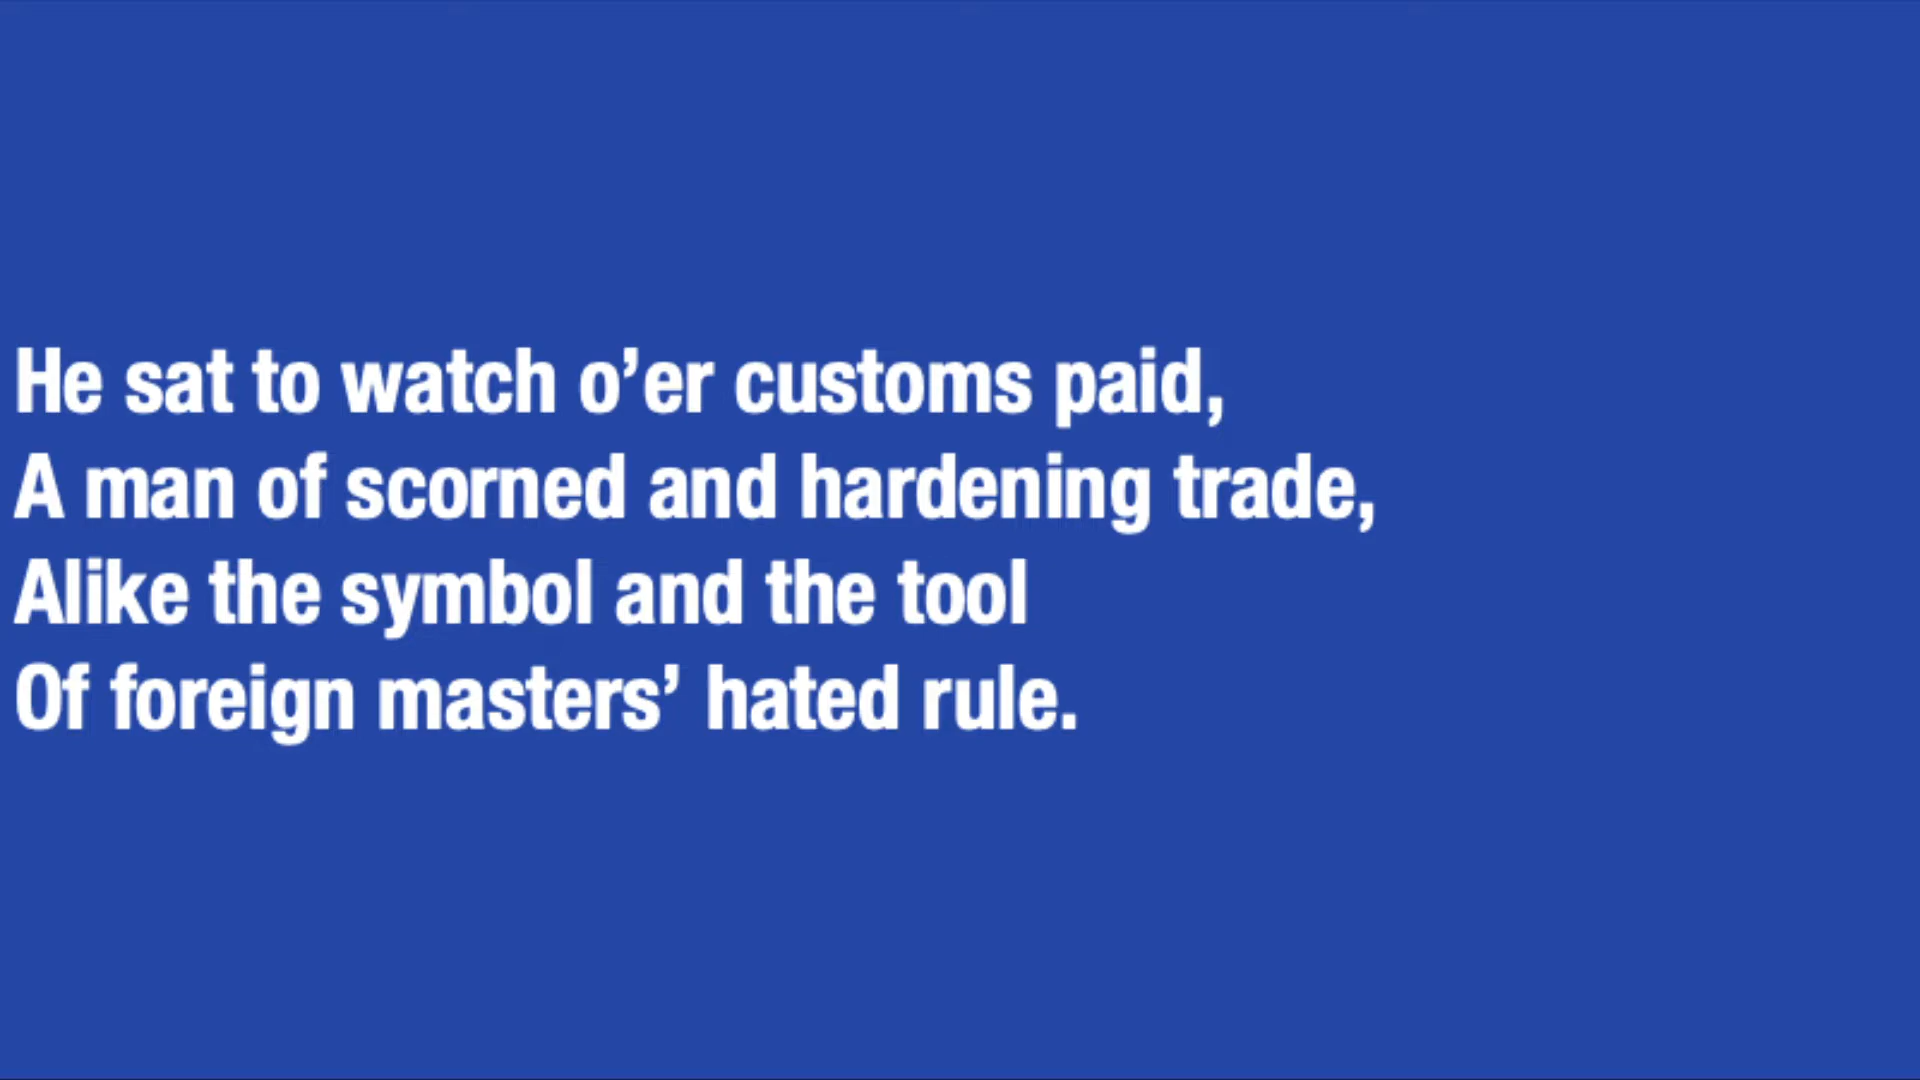 He sat to watch o’er customs paid,
A man of scorned and hardening trade,
Alike the symbol and the tool
Of foreign masters’ hated rule.